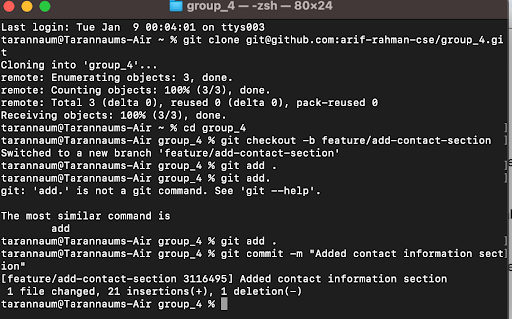 group_4 — -zsh — 80×24
Last login: Tue Jan  9 00:04:01 on ttys003
tarannaum@Tarannaums-Air ~ % git clone git@github.com:arif-rahman-cse/group_4.gi
t
Cloning into 'group_4'...
remote: Enumerating objects: 3, done.
remote: Counting objects: 100% (3/3), done.
remote: Total 3 (delta 0), reused 0 (delta 0), pack-reused 0
Receiving objects: 100% (3/3), done.
tarannaum@Tarannaums-Air ~ % cd group_4
tarannaum@Tarannaums-Air group_4 % git checkout -b feature/add-contact-section
Switched to a new branch 'feature/add-contact-section'
tarannaum@Tarannaums-Air group_4 % git add .
tarannaum@Tarannaums-Air group_4 % git add.
git: 'add.' is not a git command. See 'git --help'.

The most similar command is
        add
tarannaum@Tarannaums-Air group_4 % git add .
tarannaum@Tarannaums-Air group_4 % git commit -m "Added contact information sect
ion"
[feature/add-contact-section 3116495] Added contact information section
 1 file changed, 21 insertions(+), 1 deletion(-)
tarannaum@Tarannaums-Air group_4 %